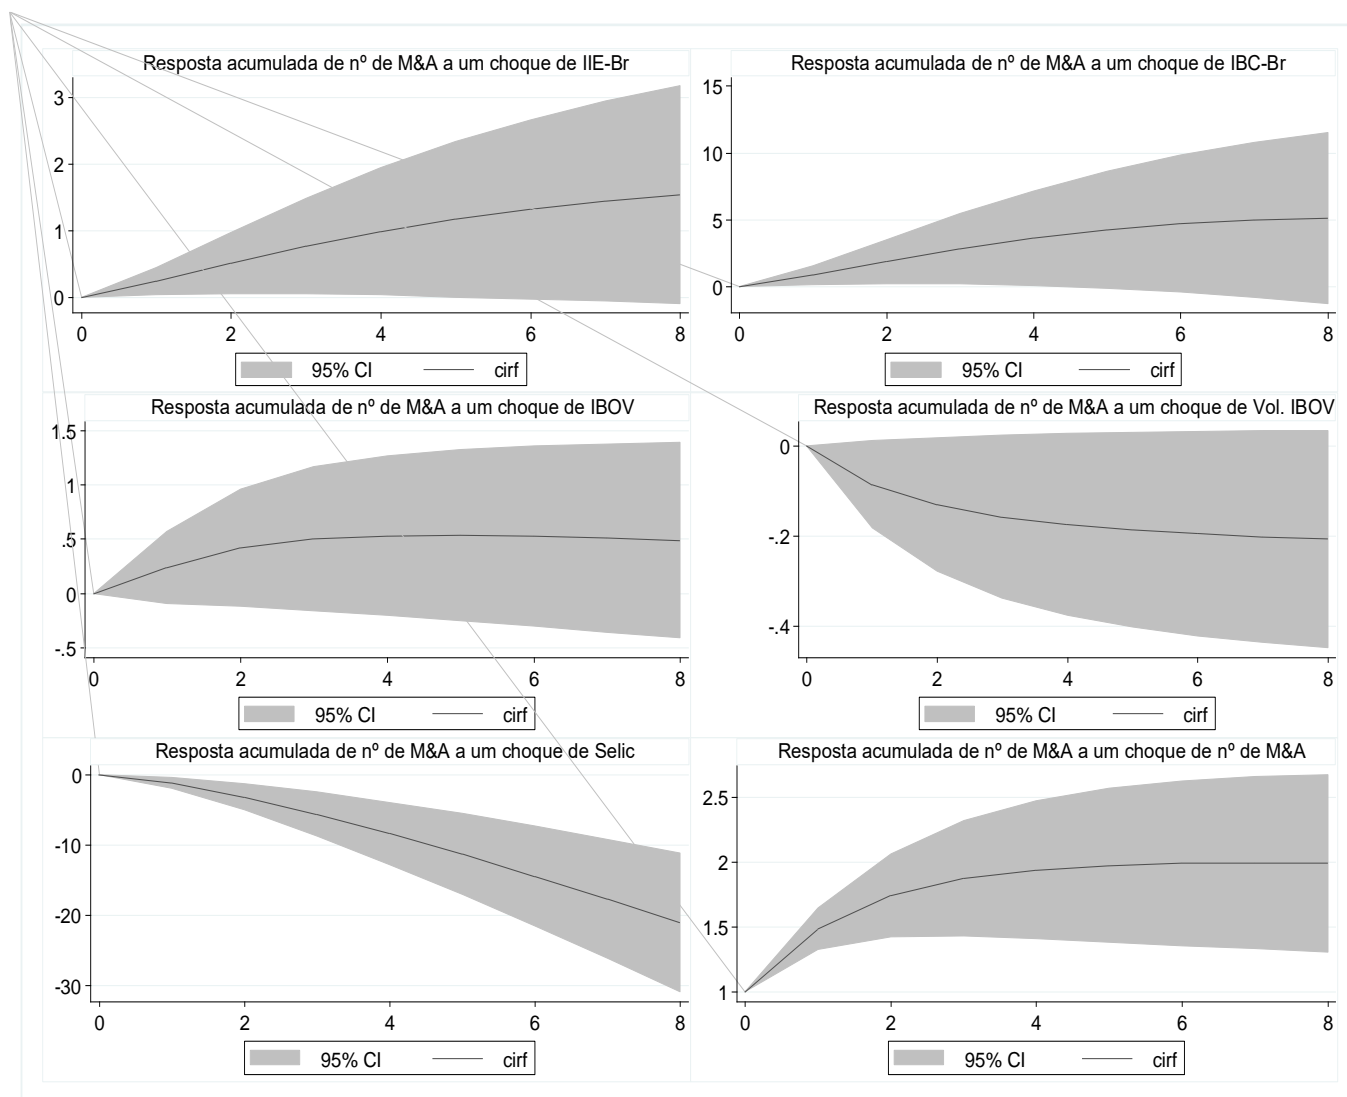 Resposta acumulada de nº de M&A a um choque de IIE-Br
3
2
1
0
0 2 4 6 8
95% CI cirf
Resposta acumulada de nº de M&A a um choque de IBC-Br
15
10
5
0
0 2 4 6 8
95% CI cirf
Resposta acumulada de nº de M&A a um choque de IBOV
1.5
1
.5
0
-.5
0 2 4 6 8
95% CI cirf
Resposta acumulada de nº de M&A a um choque de Vol. IBOV
0
-.2
-.4
0 2 4 6 8
95% CI cirf
Resposta acumulada de nº de M&A a um choque de Selic
0
-10
-20
-30
0 2 4 6 8
95% CI cirf
Resposta acumulada de nº de M&A a um choque de nº de M&A
2.5
2
1.5
1
0 2 4 6 8
95% CI cirf